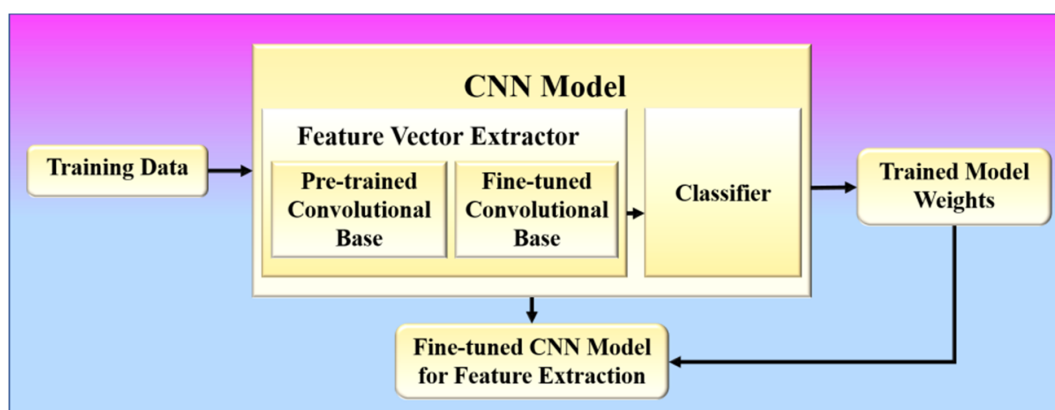 CNN Model
Feature Vector Extractor
Training Data
Pre-trained
Convolutional
Base
Fine-tuned
Convolutional
Base
Classifier
Trained Model
Weights
Fine-tuned CNN Model
for Feature Extraction